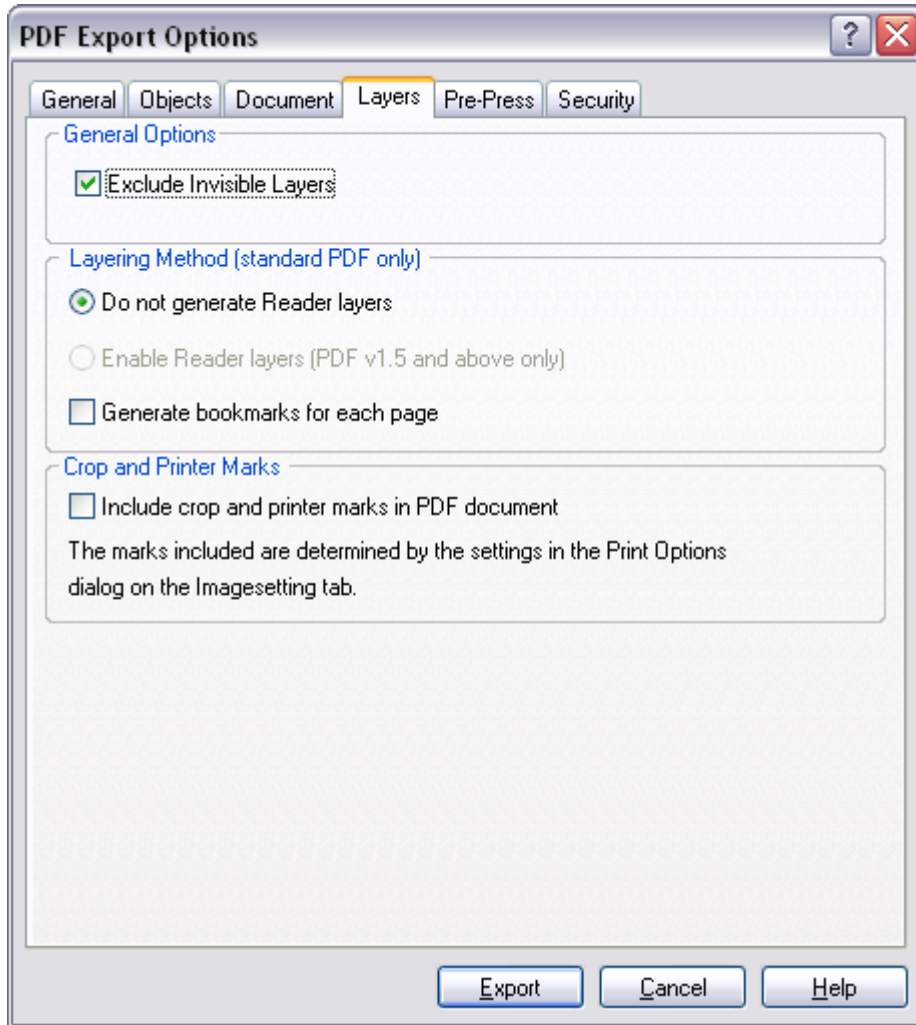 PDF Export Options
General Objects Document Layers Pre-Press Security
General Options
Exclude Invisible Layers
Layering Method (standard PDF only)
Do not generate Reader layers
Enable Reader layers (PDF v1.5 and above only)
Generate bookmarks for each page
Crop and Printer Marks
Include crop and printer marks in PDF document
The marks included are determined by the settings in the Print Options
dialog on the Imagesetting tab.
Export Cancel Help